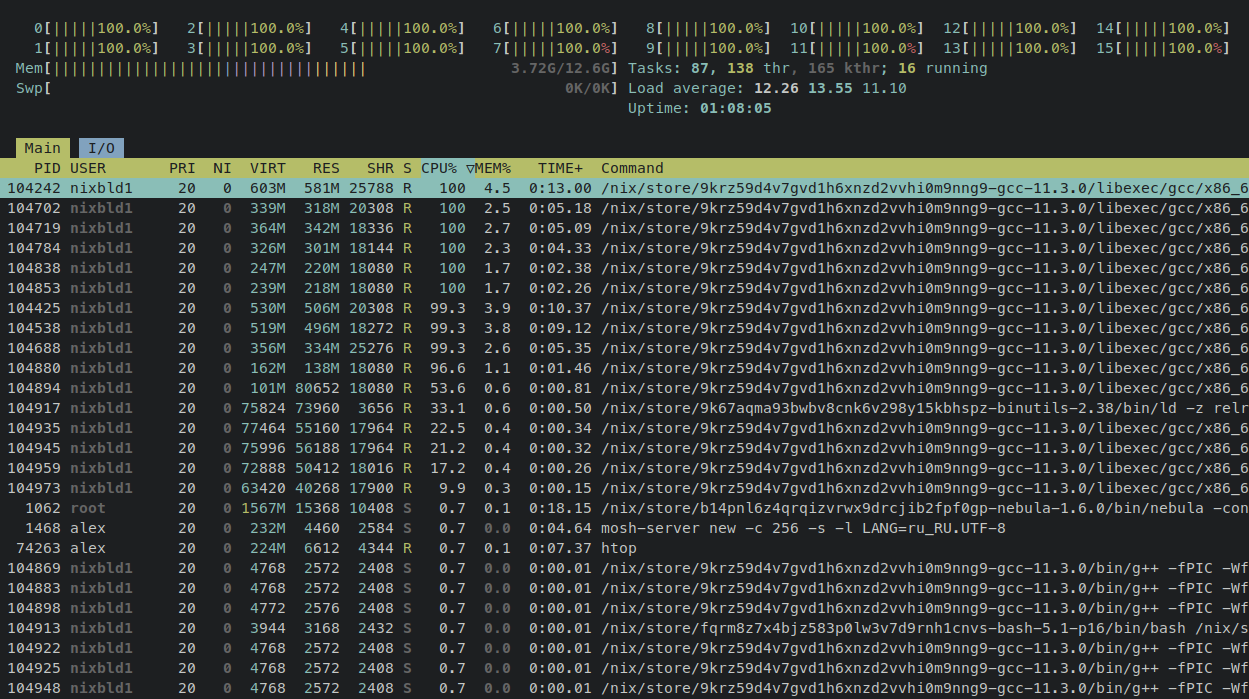 0[|||||100.0%] 2[|||||100.0%] 4[|||||100.0%] 6[|||||100.0%] 8[|||||100.0%] 10[|||||100.0%] 12[|||||100.0%] 14[|||||100.0%]
1[|||||100.0%] 3[|||||100.0%] 5[|||||100.0%] 7[|||||100.0%] 9[|||||100.0%] 11[|||||100.0%] 13[|||||100.0%] 15[|||||100.0%]
Mem[|||||||||||||||||||||||||||||||||||3.72G/12.6G] Tasks: 87, 138 thr, 165 kthr; 16 running
Swp[ 0K/0K] Load average: 12.26 13.55 11.10
Uptime: 01:08:05
Main I/O
PID USER PRI NI VIRT RES SHR S CPU% ▽MEM% TIME+ Command
104242 nixbld1 20 0 603M 581M 25788 R 100 4.5 0:13.00 /nix/store/9krz59d4v7gvd1h6xnzd2vvhi0m9nng9-gcc-11.3.0/libexec/gcc/x86_6
104702 nixbld1 20 0 339M 318M 20308 R 100 2.5 0:05.18 /nix/store/9krz59d4v7gvd1h6xnzd2vvhi0m9nng9-gcc-11.3.0/libexec/gcc/x86_6
104719 nixbld1 20 0 364M 342M 18336 R 100 2.7 0:05.09 /nix/store/9krz59d4v7gvd1h6xnzd2vvhi0m9nng9-gcc-11.3.0/libexec/gcc/x86_6
104784 nixbld1 20 0 326M 301M 18144 R 100 2.3 0:04.33 /nix/store/9krz59d4v7gvd1h6xnzd2vvhi0m9nng9-gcc-11.3.0/libexec/gcc/x86_6
104838 nixbld1 20 0 247M 220M 18080 R 100 1.7 0:02.38 /nix/store/9krz59d4v7gvd1h6xnzd2vvhi0m9nng9-gcc-11.3.0/libexec/gcc/x86_6
104853 nixbld1 20 0 239M 218M 18080 R 100 1.7 0:02.26 /nix/store/9krz59d4v7gvd1h6xnzd2vvhi0m9nng9-gcc-11.3.0/libexec/gcc/x86_6
104425 nixbld1 20 0 530M 506M 20308 R 99.3 3.9 0:10.37 /nix/store/9krz59d4v7gvd1h6xnzd2vvhi0m9nng9-gcc-11.3.0/libexec/gcc/x86_6
104538 nixbld1 20 0 519M 496M 18272 R 99.3 3.8 0:09.12 /nix/store/9krz59d4v7gvd1h6xnzd2vvhi0m9nng9-gcc-11.3.0/libexec/gcc/x86_6
104688 nixbld1 20 0 356M 334M 25276 R 99.3 2.6 0:05.35 /nix/store/9krz59d4v7gvd1h6xnzd2vvhi0m9nng9-gcc-11.3.0/libexec/gcc/x86_6
104880 nixbld1 20 0 162M 138M 18080 R 96.6 1.1 0:01.46 /nix/store/9krz59d4v7gvd1h6xnzd2vvhi0m9nng9-gcc-11.3.0/libexec/gcc/x86_6
104894 nixbld1 20 0 101M 80652 18080 R 53.6 0.6 0:00.81 /nix/store/9krz59d4v7gvd1h6xnzd2vvhi0m9nng9-gcc-11.3.0/libexec/gcc/x86_6
104917 nixbld1 20 0 75824 73960 3656 R 33.1 0.6 0:00.50 /nix/store/9k67aqma93bwbv8cnk6v298y15kbhspz-binutils-2.38/bin/ld -z relr
104935 nixbld1 20 0 77464 55160 17964 R 22.5 0.4 0:00.34 /nix/store/9krz59d4v7gvd1h6xnzd2vvhi0m9nng9-gcc-11.3.0/libexec/gcc/x86_6
104945 nixbld1 20 0 75996 56188 17964 R 21.2 0.4 0:00.32 /nix/store/9krz59d4v7gvd1h6xnzd2vvhi0m9nng9-gcc-11.3.0/libexec/gcc/x86_6
104959 nixbld1 20 0 72888 50412 18016 R 17.2 0.4 0:00.26 /nix/store/9krz59d4v7gvd1h6xnzd2vvhi0m9nng9-gcc-11.3.0/libexec/gcc/x86_6
104973 nixbld1 20 0 63420 40268 17900 R 9.9 0.3 0:00.15 /nix/store/9krz59d4v7gvd1h6xnzd2vvhi0m9nng9-gcc-11.3.0/libexec/gcc/x86_6
1062 root 20 0 1567M 15368 10408 S 0.7 0.1 0:18.15 /nix/store/b14pnl6z4qrqizvrwx9drcjib2fpf0gp-nebula-1.6.0/bin/nebula -con
1468 alex 20 0 232M 4460 2584 S 0.7 0.0 0:04.64 mosh-server new -c 256 -s -l LANG=ru_RU.UTF-8
74263 alex 20 0 224M 6612 4344 R 0.7 0.1 0:07.37 htop
104869 nixbld1 20 0 4768 2572 2408 S 0.7 0.0 0:00.01 /nix/store/9krz59d4v7gvd1h6xnzd2vvhi0m9nng9-gcc-11.3.0/bin/g++ -fPIC -Wf
104883 nixbld1 20 0 4768 2572 2408 S 0.7 0.0 0:00.01 /nix/store/9krz59d4v7gvd1h6xnzd2vvhi0m9nng9-gcc-11.3.0/bin/g++ -fPIC -Wf
104898 nixbld1 20 0 4772 2576 2408 S 0.7 0.0 0:00.01 /nix/store/9krz59d4v7gvd1h6xnzd2vvhi0m9nng9-gcc-11.3.0/bin/g++ -fPIC -Wf
104913 nixbld1 20 0 3944 3168 2432 S 0.7 0.0 0:00.01 /nix/store/fqrm8z7x4bjz583p0lw3v7d9rnh1cnvs-bash-5.1-p16/bin/bash /nix/s
104922 nixbld1 20 0 4768 2572 2408 S 0.7 0.0 0:00.01 /nix/store/9krz59d4v7gvd1h6xnzd2vvhi0m9nng9-gcc-11.3.0/bin/g++ -fPIC -Wf
104925 nixbld1 20 0 4768 2572 2408 S 0.7 0.0 0:00.01 /nix/store/9krz59d4v7gvd1h6xnzd2vvhi0m9nng9-gcc-11.3.0/bin/g++ -fPIC -Wf
104948 nixbld1 20 0 4768 2572 2408 S 0.7 0.0 0:00.01 /nix/store/9krz59d4v7gvd1h6xnzd2vvhi0m9nng9-gcc-11.3.0/bin/g++ -fPIC -Wf